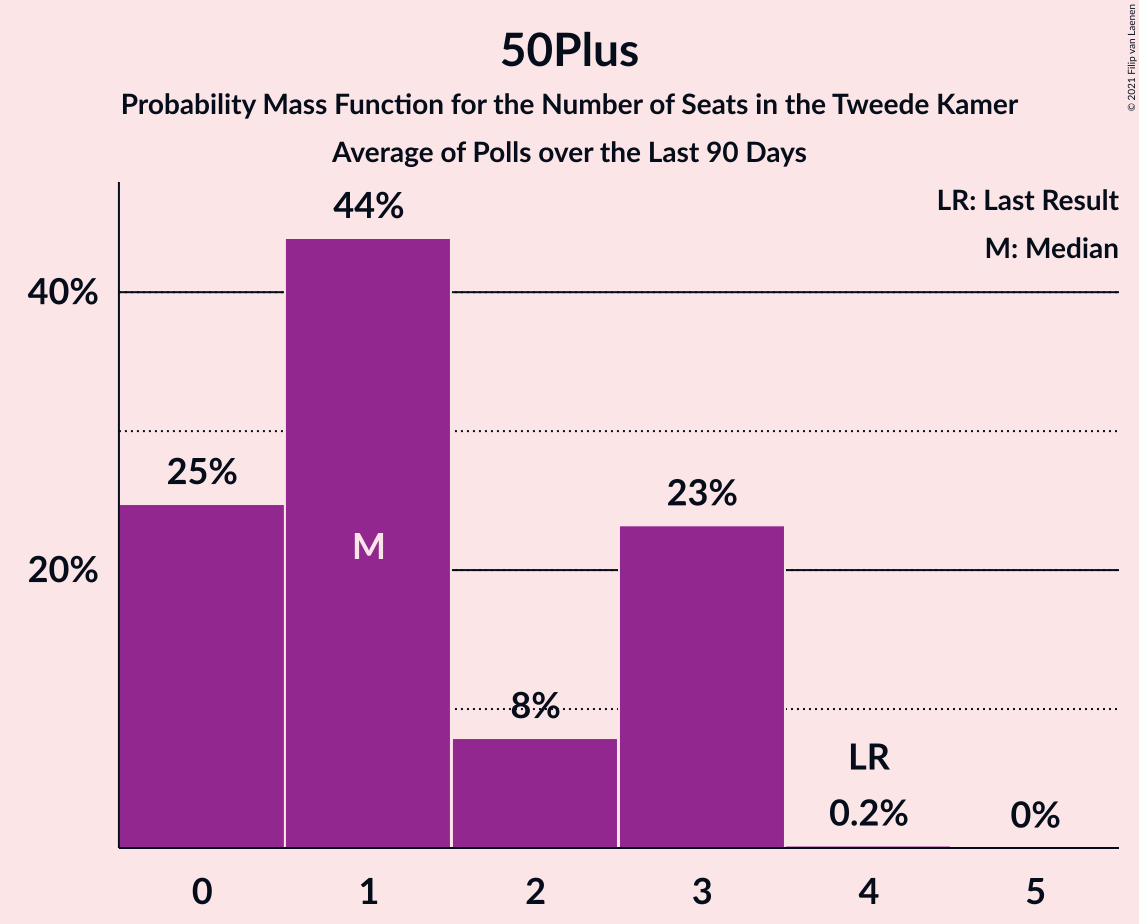 50Plus
Probability Mass Function for the Number of Seats in the Tweede Kamer
Average of Polls over the Last 90 Days
© 2021 Filip van Laenen
LR: Last Result
M: Median
44%
40%
25%
23%
M
20%
8%
LR
0.2%
0%
0 1 2 3 4 5